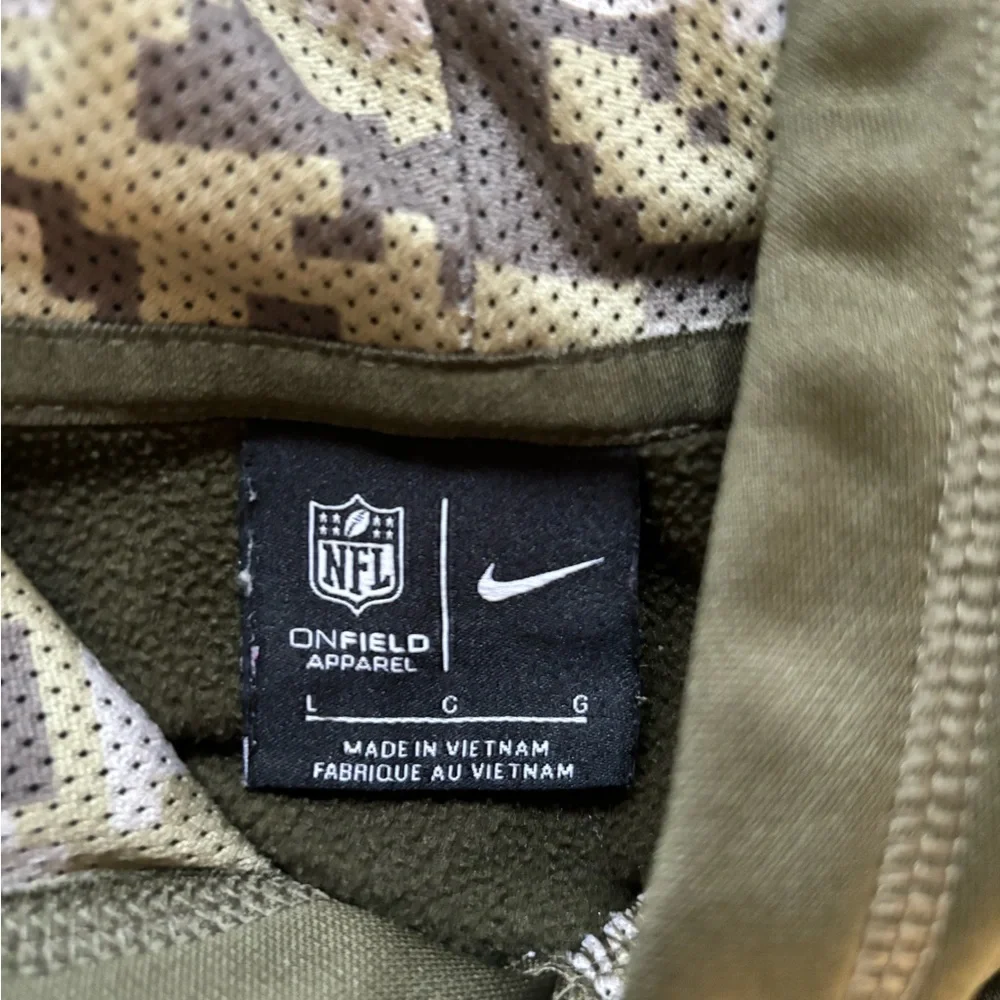 NFL
ONFIELD
APPAREL
L G G
MADE IN VIETNAM
FABRIQUE AU VIETNAM